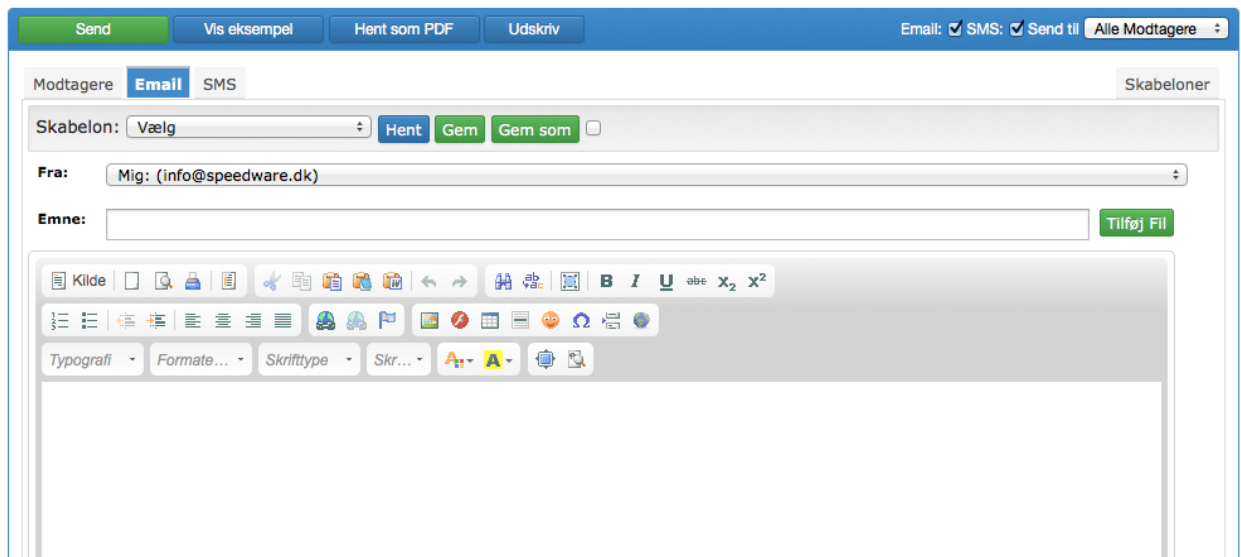 Send Vis eksempel Hent som PDF Udskriv Email: SMS: Send til Alle Modtagere
Modtagere Email SMS Skabeloner
Skabelon: Vælg Hent Gem Gem som
Fra: Mig: (info@speedware.dk)
Emne: Tilføj Fil
Kilde B I U abc X₂ X²
Typografi Formate... Skrifttype Skr... A A